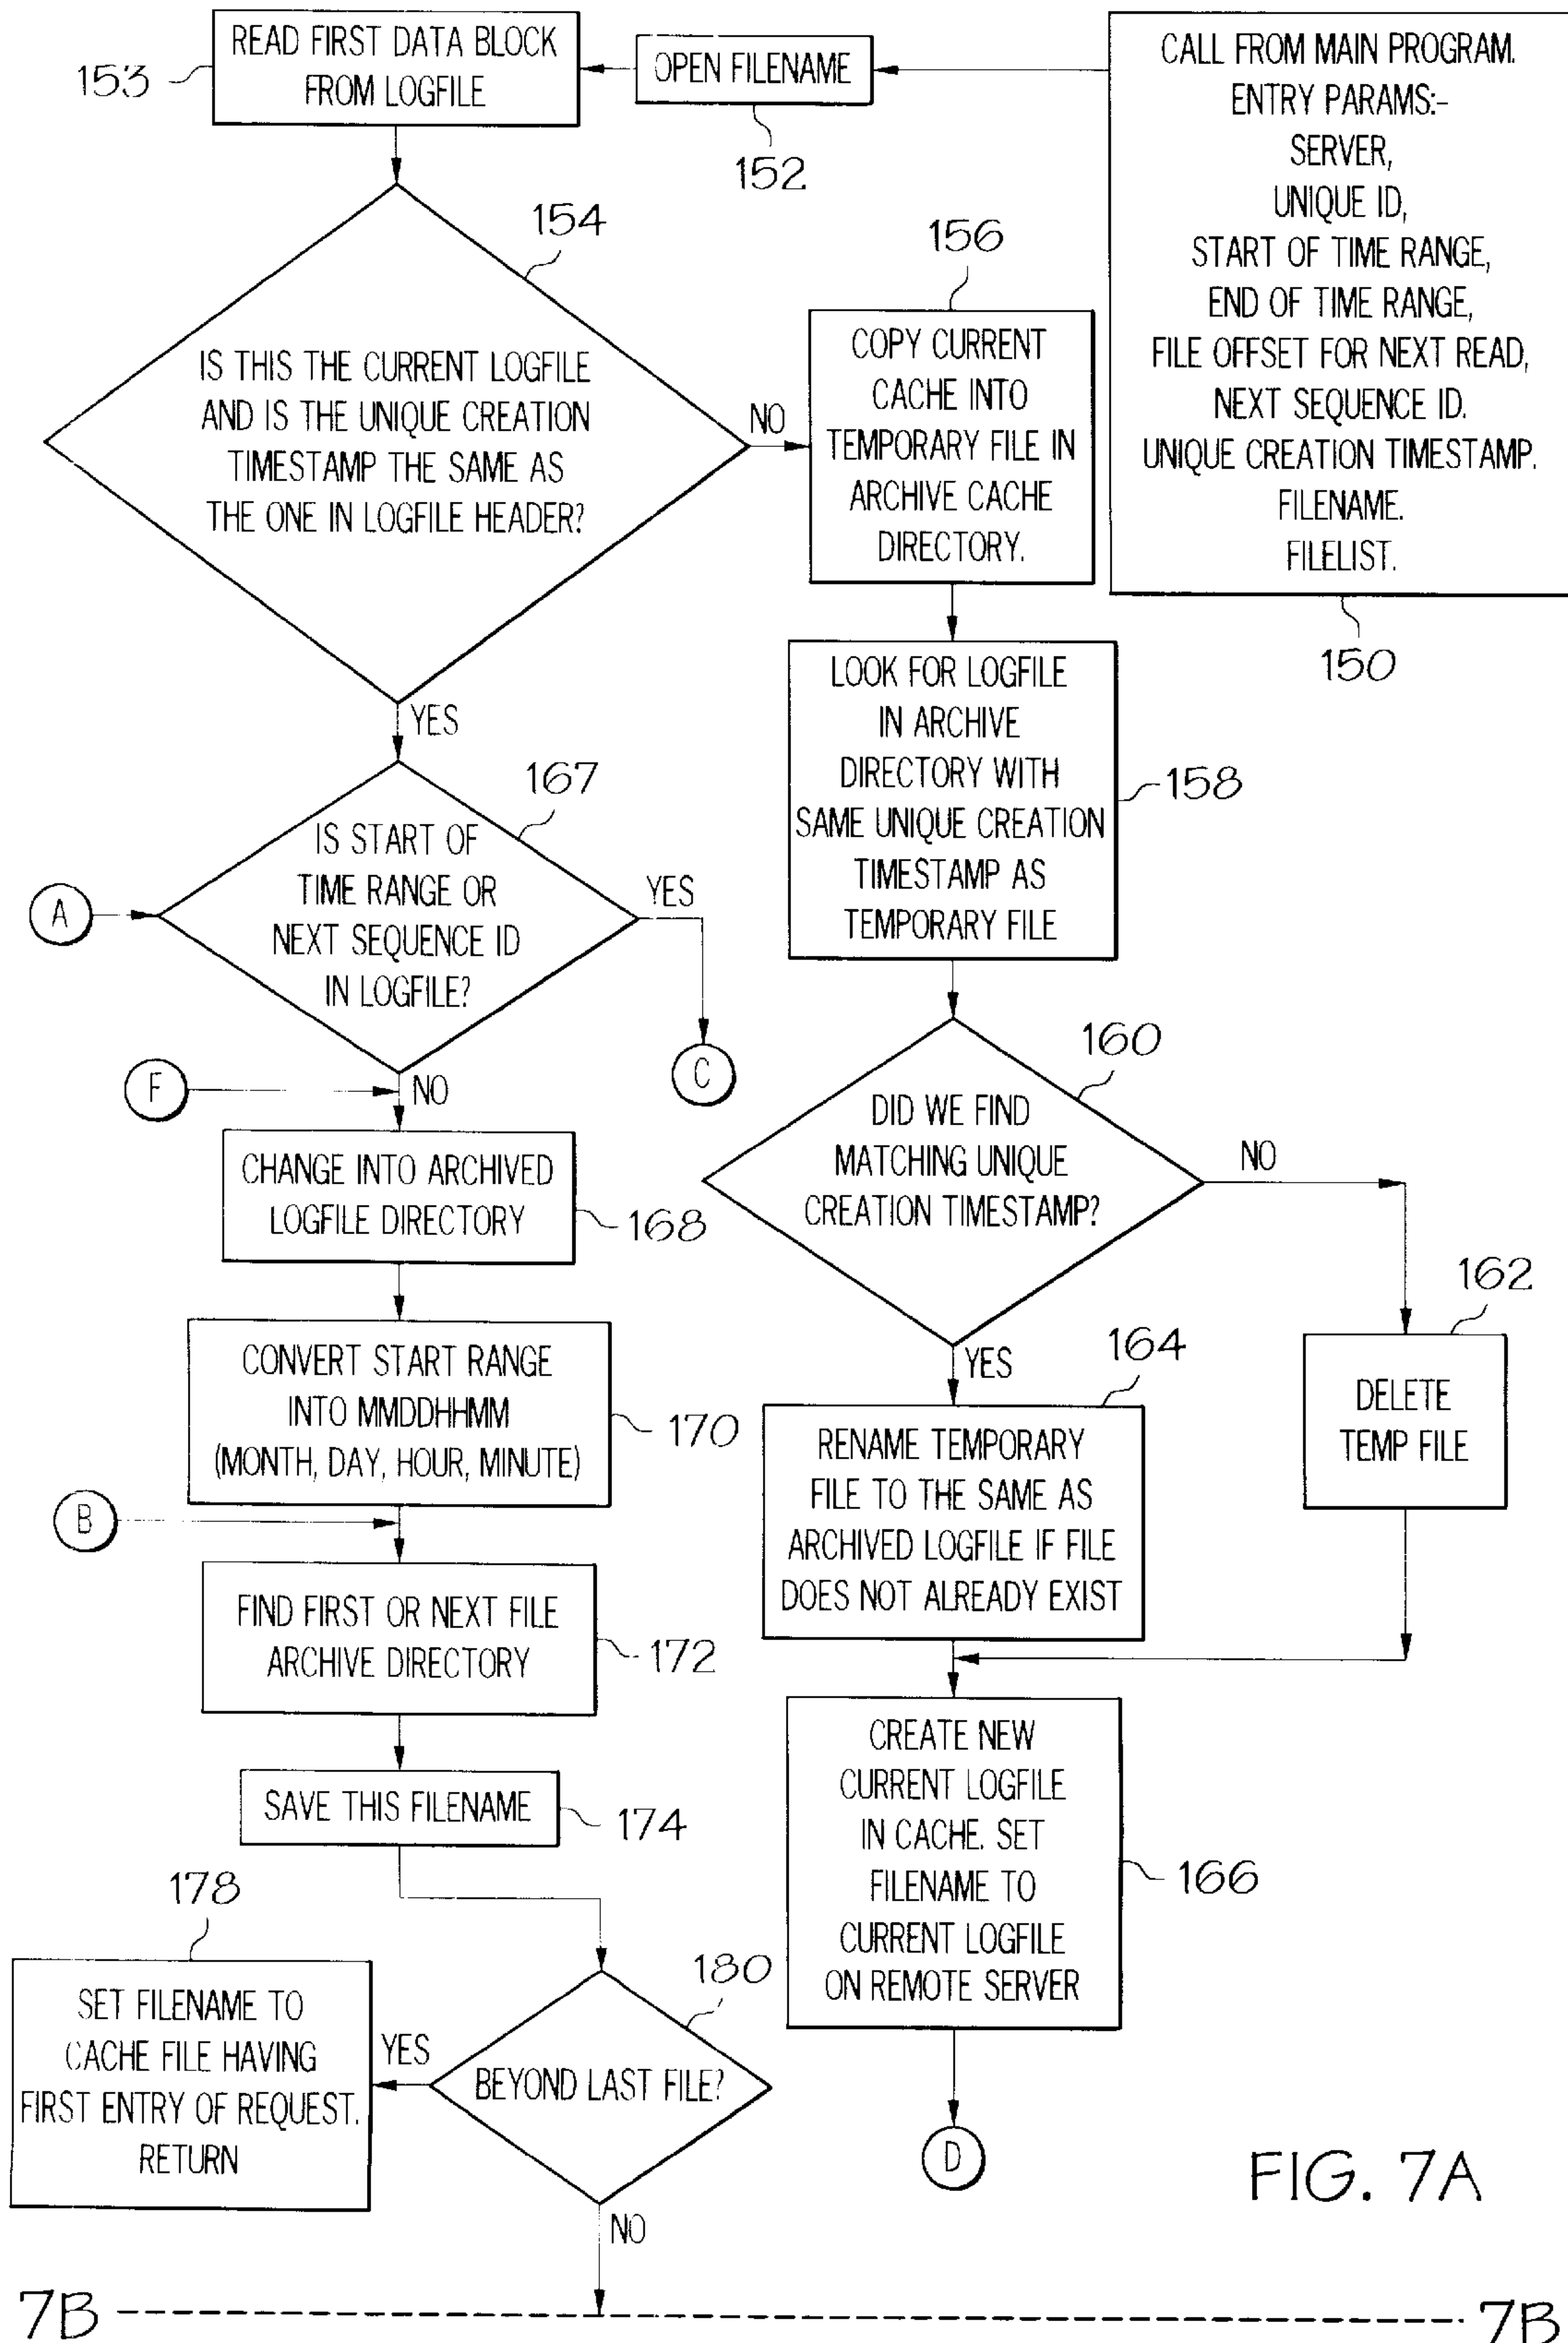 READ FIRST DATA BLOCK
FROM LOGFILE
153
OPEN FILENAME
152
CALL FROM MAIN PROGRAM.
ENTRY PARAMS:-
SERVER,
UNIQUE ID,
START OF TIME RANGE,
END OF TIME RANGE,
FILE OFFSET FOR NEXT READ,
NEXT SEQUENCE ID.
UNIQUE CREATION TIMESTAMP.
FILENAME.
FILELIST.
150
154
IS THIS THE CURRENT LOGFILE
AND IS THE UNIQUE CREATION
TIMESTAMP THE SAME AS
THE ONE IN LOGFILE HEADER?
NO
YES
156
COPY CURRENT
CACHE INTO
TEMPORARY FILE IN
ARCHIVE CACHE
DIRECTORY.
LOOK FOR LOGFILE
IN ARCHIVE
DIRECTORY WITH
SAME UNIQUE CREATION
TIMESTAMP AS
TEMPORARY FILE
158
167
IS START OF
TIME RANGE OR
NEXT SEQUENCE ID
IN LOGFILE?
A
YES
C
F
NO
160
DID WE FIND
MATCHING UNIQUE
CREATION TIMESTAMP?
NO
YES
CHANGE INTO ARCHIVED
LOGFILE DIRECTORY
168
162
DELETE
TEMP FILE
CONVERT START RANGE
INTO MMDDHHMM
(MONTH, DAY, HOUR, MINUTE)
170
164
RENAME TEMPORARY
FILE TO THE SAME AS
ARCHIVED LOGFILE IF FILE
DOES NOT ALREADY EXIST
B
FIND FIRST OR NEXT FILE
ARCHIVE DIRECTORY
172
SAVE THIS FILENAME
174
CREATE NEW
CURRENT LOGFILE
IN CACHE. SET
FILENAME TO
CURRENT LOGFILE
ON REMOTE SERVER
166
178
SET FILENAME TO
CACHE FILE HAVING
FIRST ENTRY OF REQUEST.
RETURN
YES
180
BEYOND LAST FILE?
NO
D
FIG. 7A
7B
7B